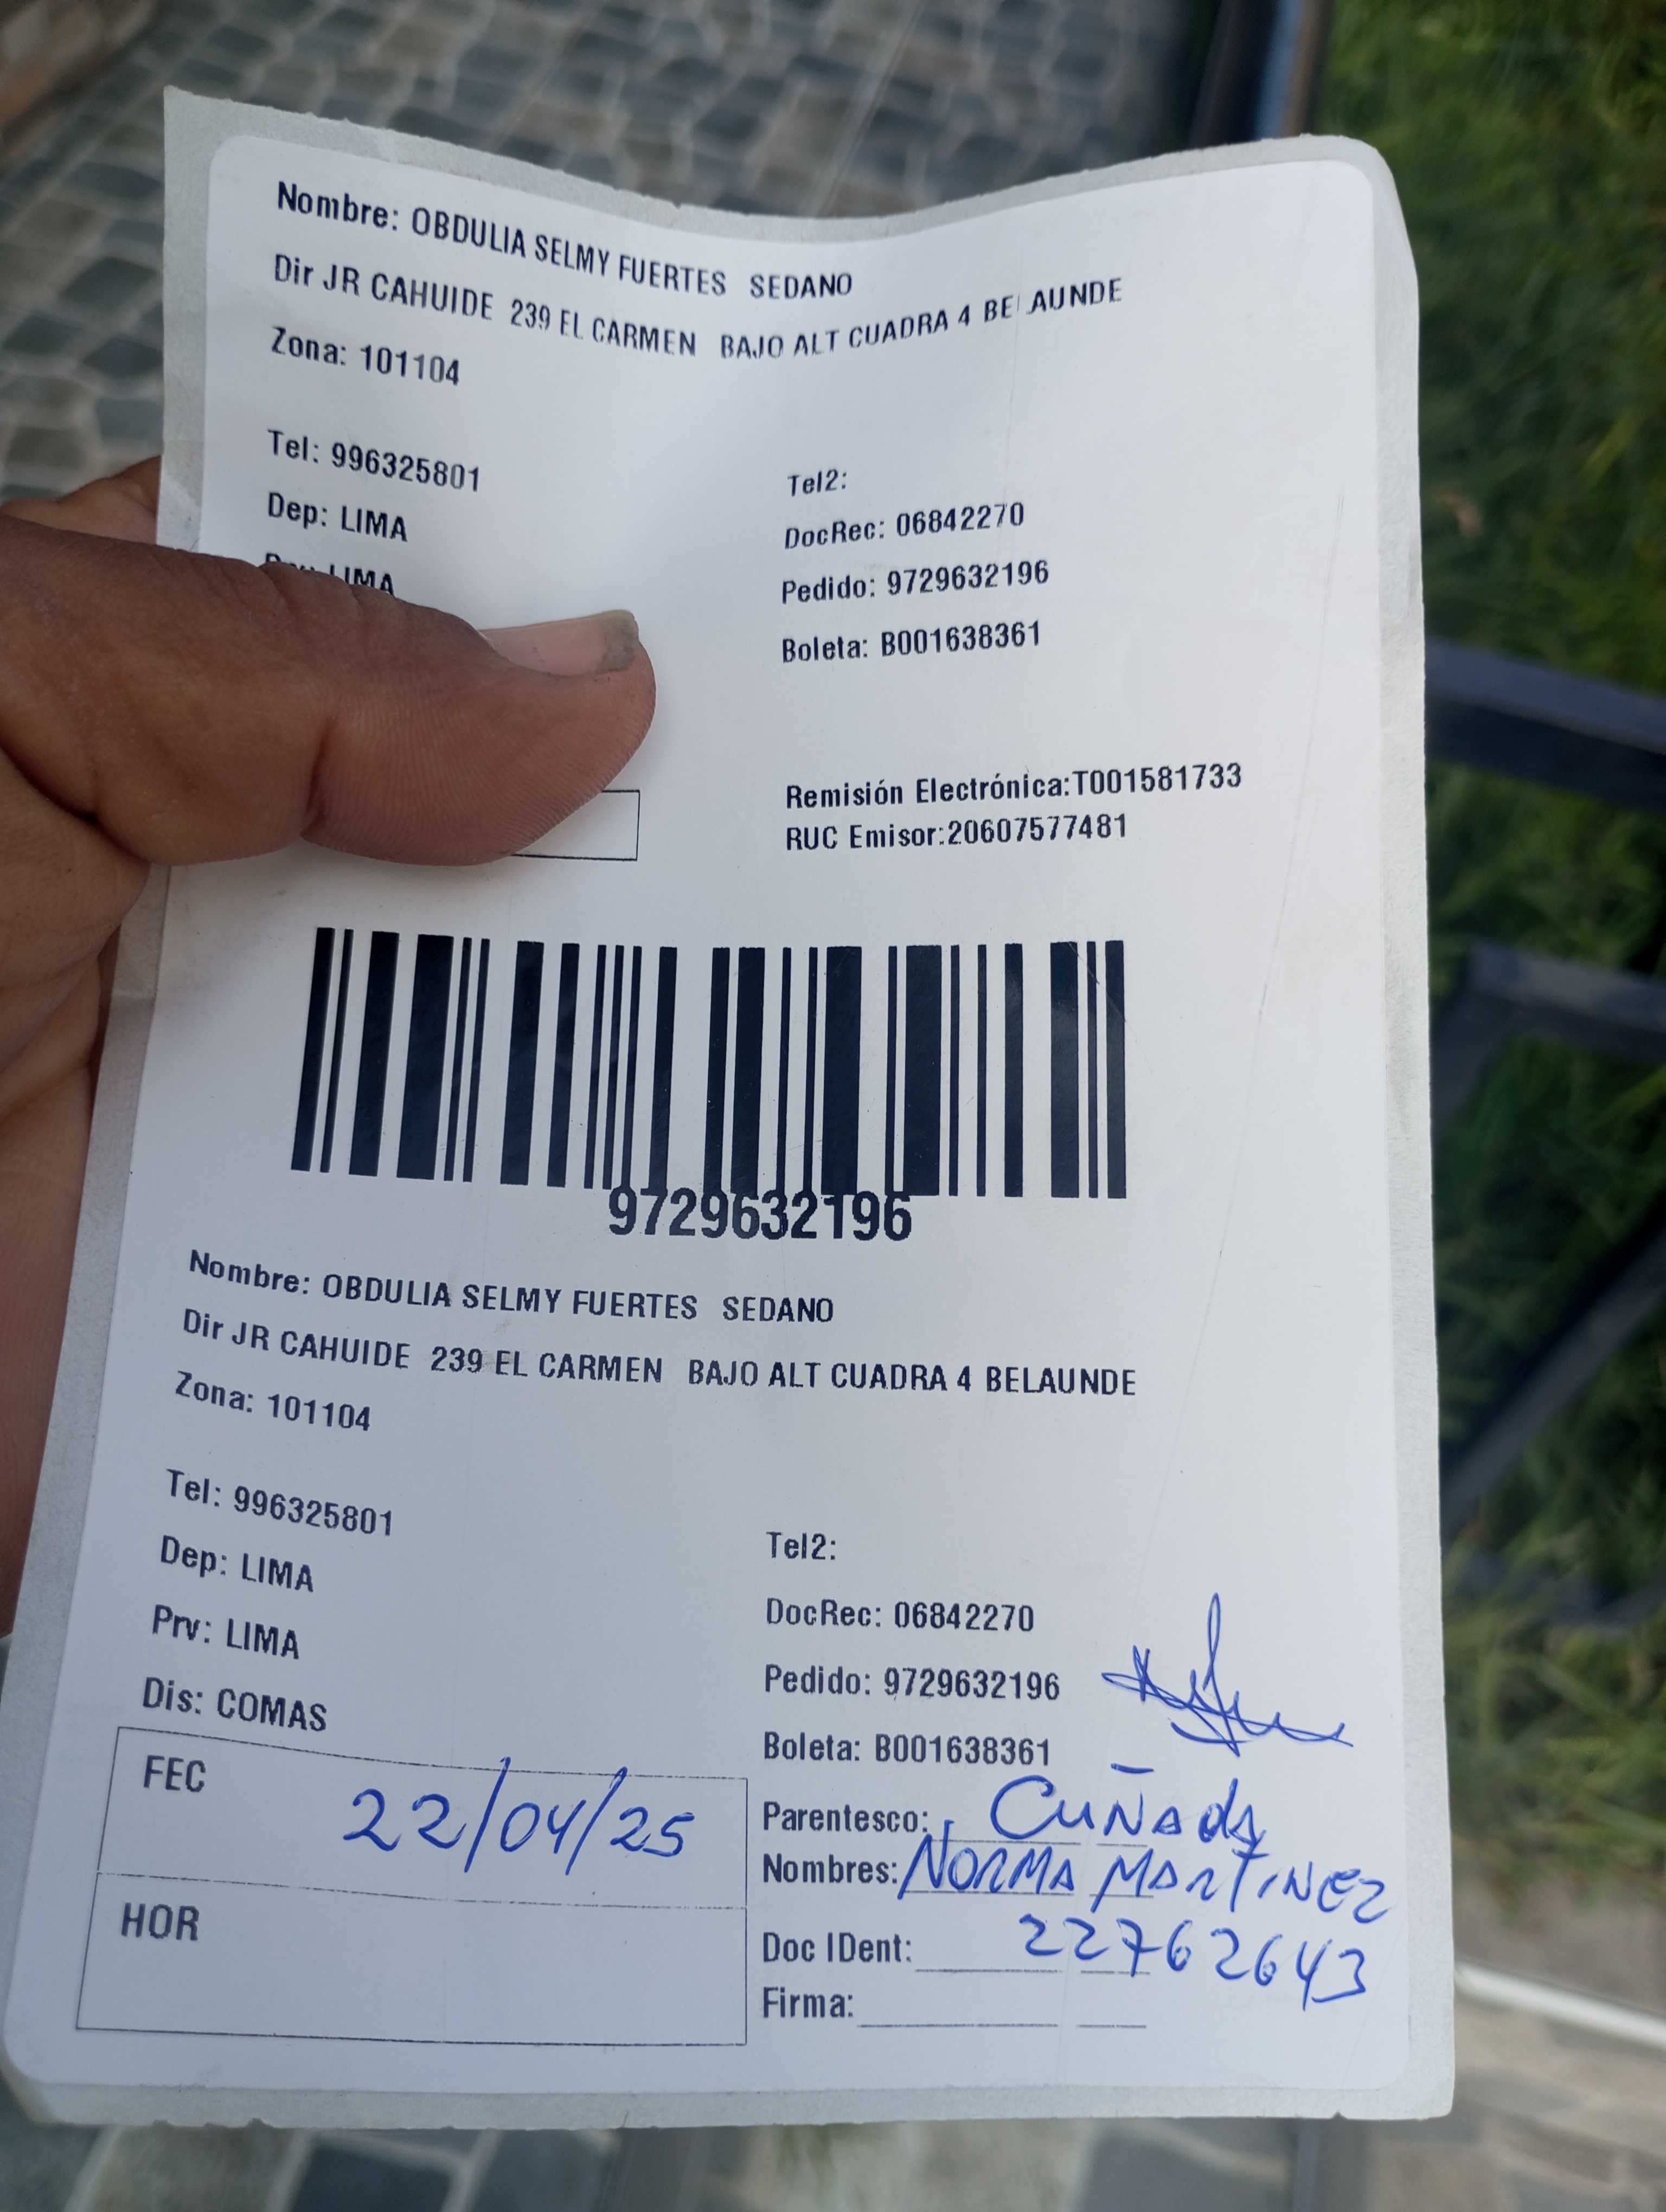 Nombre: OBDULIA SELMY FUERTES SEDANO
Dir JR CAHUIDE 239 EL CARMEN BAJO ALT CUADRA 4 BELAUNDE
Zona: 101104
Tel: 996325801
Tel2:
Dep: LIMA
DocRec: 06842270
LIMA
Pedido: 9729632196
Boleta: B001638361
Remisión Electrónica:T001581733
RUC Emisor:20607577481
9729632196
Nombre: OBDULIA SELMY FUERTES SEDANO
Dir JR CAHUIDE 239 EL CARMEN BAJO ALT CUADRA 4 BELAUNDE
Zona: 101104
Tel: 996325801
Tel2:
Dep: LIMA
DocRec: 06842270
Prv: LIMA
Pedido: 9729632196
Dis: COMAS
Boleta: B001638361
FEC 22/04/25
Parentesco: CUÑADA
Nombres: NORMA MARTINEZ
HOR
Doc IDent: 22762643
Firma: